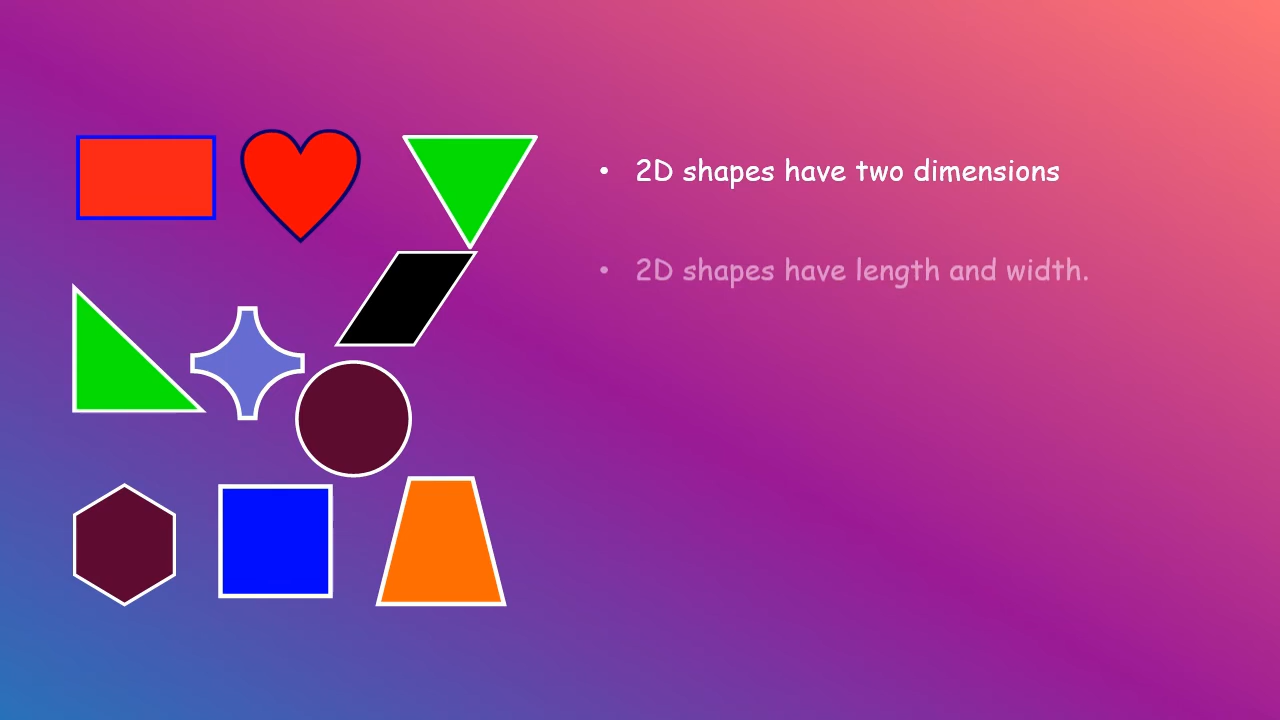 • 2D shapes have two dimensions
• 2D shapes have length and width.